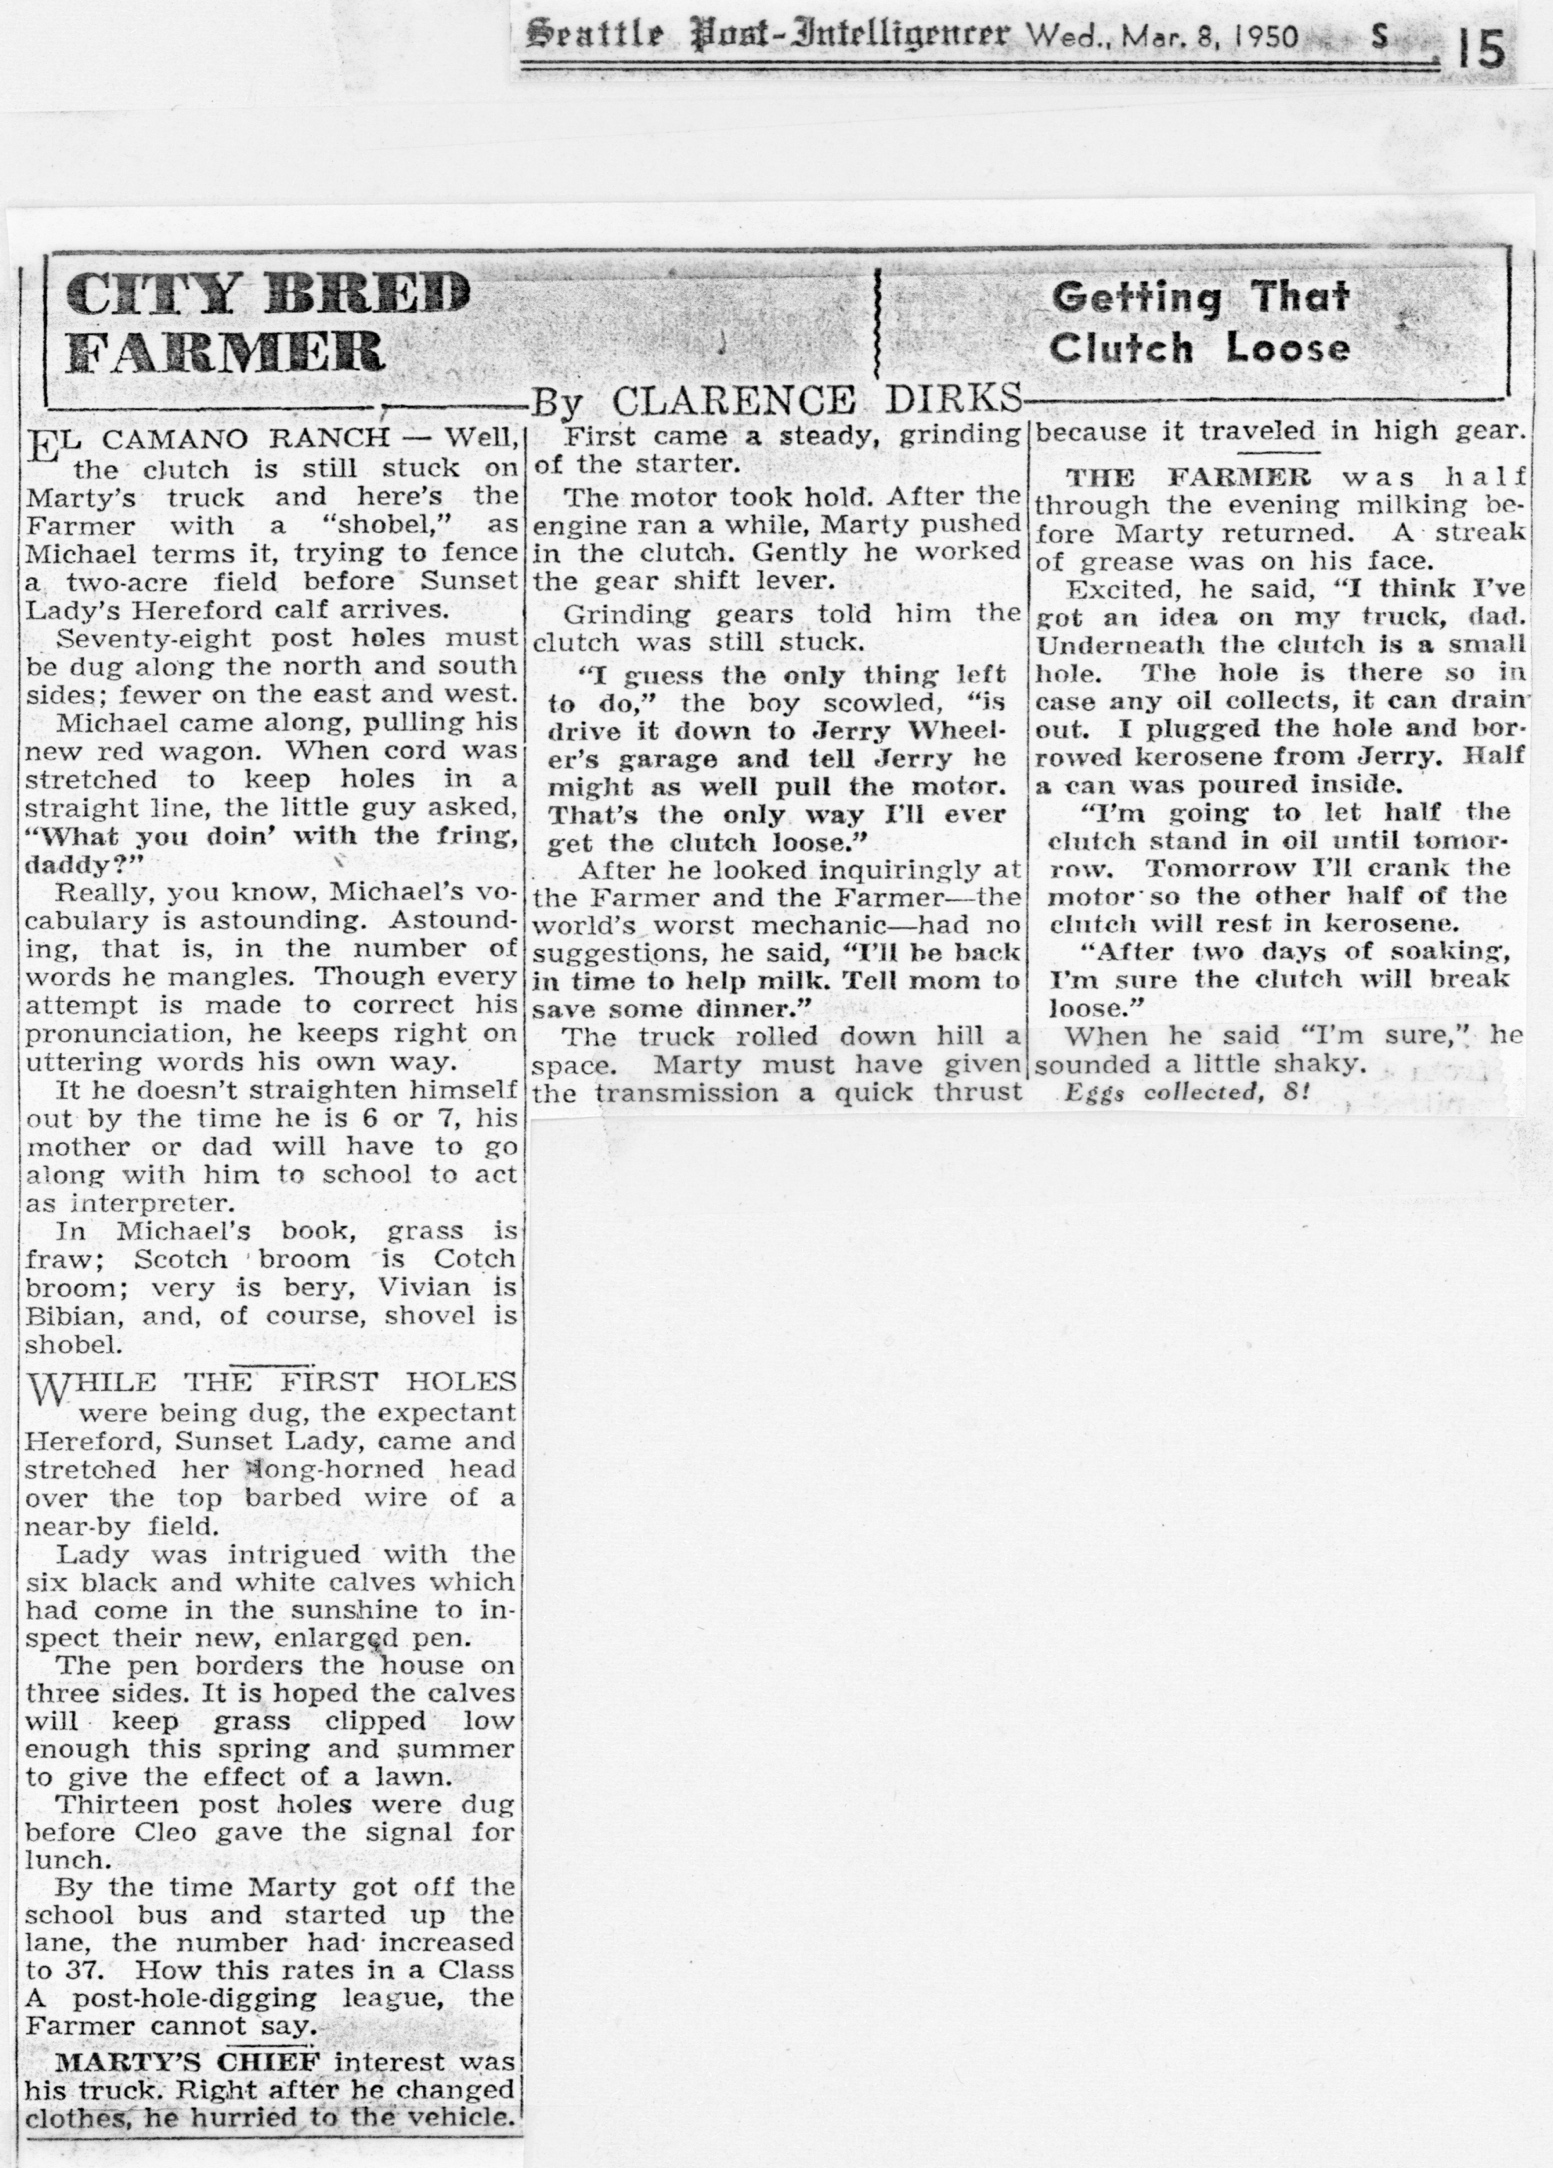 Seattle Post-Intelligencer Wed., Mar. 8, 1950 S 15
CITY BRED
FARMER
Getting That
Clutch Loose
By CLARENCE DIRKS
EL CAMANO RANCH — Well,
the clutch is still stuck on
Marty's truck and here's the
Farmer with a "shobel," as
Michael terms it, trying to fence
a two-acre field before Sunset
Lady's Hereford calf arrives.
Seventy-eight post holes must
be dug along the north and south
sides; fewer on the east and west.
Michael came along, pulling his
new red wagon. When cord was
stretched to keep holes in a
straight line, the little guy asked,
"What you doin' with the fring,
daddy?"
Really, you know, Michael's vo-
cabulary is astounding. Astound-
ing, that is, in the number of
words he mangles. Though every
attempt is made to correct his
pronunciation, he keeps right on
uttering words his own way.
It he doesn't straighten himself
out by the time he is 6 or 7, his
mother or dad will have to go
along with him to school to act
as interpreter.
In Michael's book, grass is
fraw; Scotch broom is Cotch
broom; very is bery, Vivian is
Bibian, and, of course, shovel is
shobel.
WHILE THE FIRST HOLES
were being dug, the expectant
Hereford, Sunset Lady, came and
stretched her long-horned head
over the top barbed wire of a
near-by field.
Lady was intrigued with the
six black and white calves which
had come in the sunshine to in-
spect their new, enlarged pen.
The pen borders the house on
three sides. It is hoped the calves
will keep grass clipped low
enough this spring and summer
to give the effect of a lawn.
Thirteen post holes were dug
before Cleo gave the signal for
lunch.
By the time Marty got off the
school bus and started up the
lane, the number had increased
to 37. How this rates in a Class
A post-hole-digging league, the
Farmer cannot say.
MARTY'S CHIEF interest was
his truck. Right after he changed
clothes, he hurried to the vehicle.
First came a steady, grinding
of the starter.
The motor took hold. After the
engine ran a while, Marty pushed
in the clutch. Gently he worked
the gear shift lever.
Grinding gears told him the
clutch was still stuck.
"I guess the only thing left
to do," the boy scowled, "is
drive it down to Jerry Wheel-
er's garage and tell Jerry he
might as well pull the motor.
That's the only way I'll ever
get the clutch loose."
After he looked inquiringly at
the Farmer and the Farmer—the
world's worst mechanic—had no
suggestions, he said, "I'll be back
in time to help milk. Tell mom to
save some dinner."
The truck rolled down hill a
space. Marty must have given
the transmission a quick thrust
because it traveled in high gear.
THE FARMER was half
through the evening milking be-
fore Marty returned. A streak
of grease was on his face.
Excited, he said, "I think I've
got an idea on my truck, dad.
Underneath the clutch is a small
hole. The hole is there so in
case any oil collects, it can drain
out. I plugged the hole and bor-
rowed kerosene from Jerry. Half
a can was poured inside.
"I'm going to let half the
clutch stand in oil until tomor-
row. Tomorrow I'll crank the
motor so the other half of the
clutch will rest in kerosene.
"After two days of soaking,
I'm sure the clutch will break
loose."
When he said "I'm sure," he
sounded a little shaky.
Eggs collected, 8!